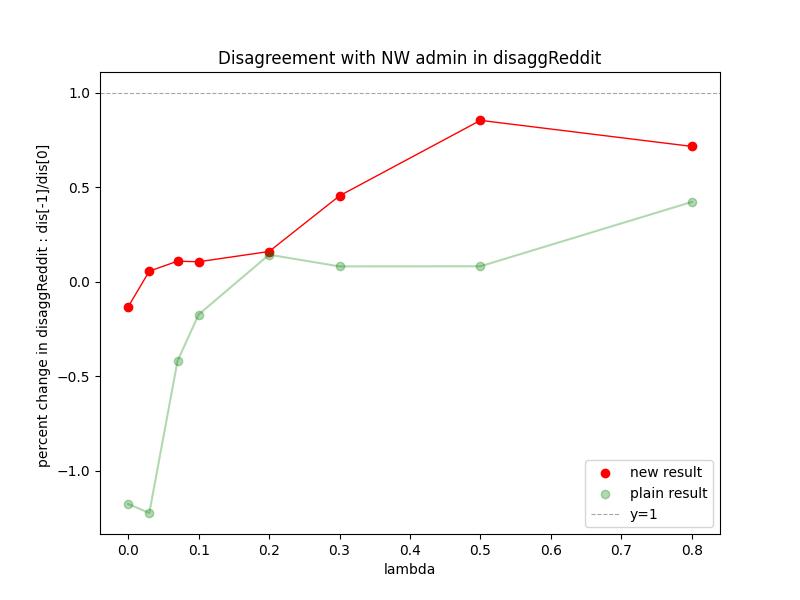 Disagreement with NW admin in disaggReddit
percent change in disaggReddit : dis[-1]/dis[0]
1.0
0.5
0.0
−0.5
−1.0
new result
plain result
y=1
0.0 0.1 0.2 0.3 0.4 0.5 0.6 0.7 0.8
lambda